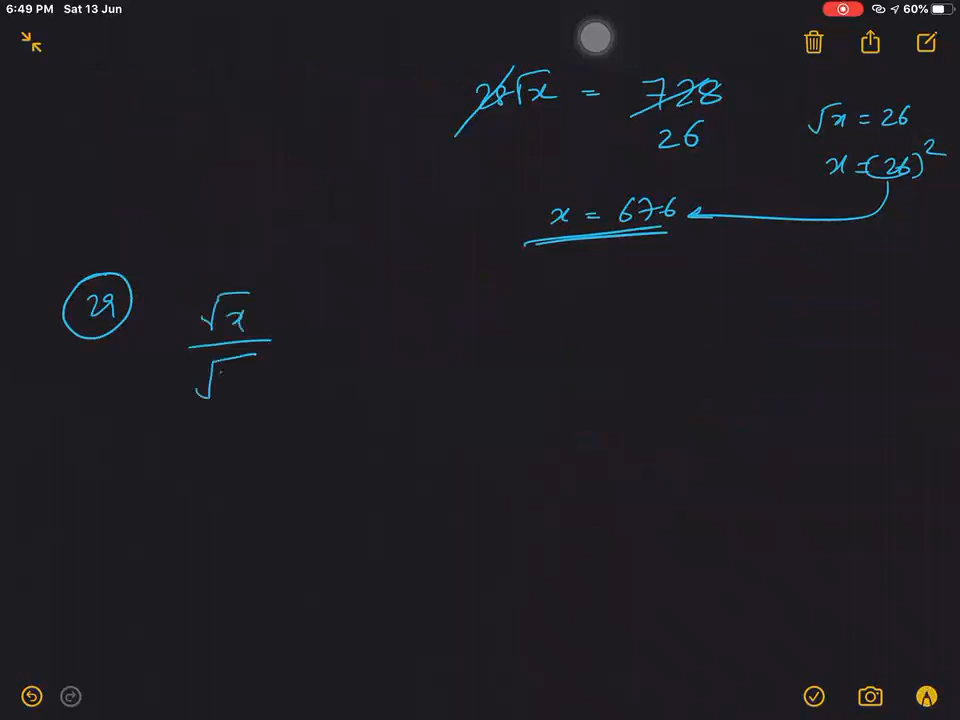 6:49 PM Sat 13 Jun 60%
28√x = 728
26
√x = 26
x = (26)²
x = 676
29
√x
√